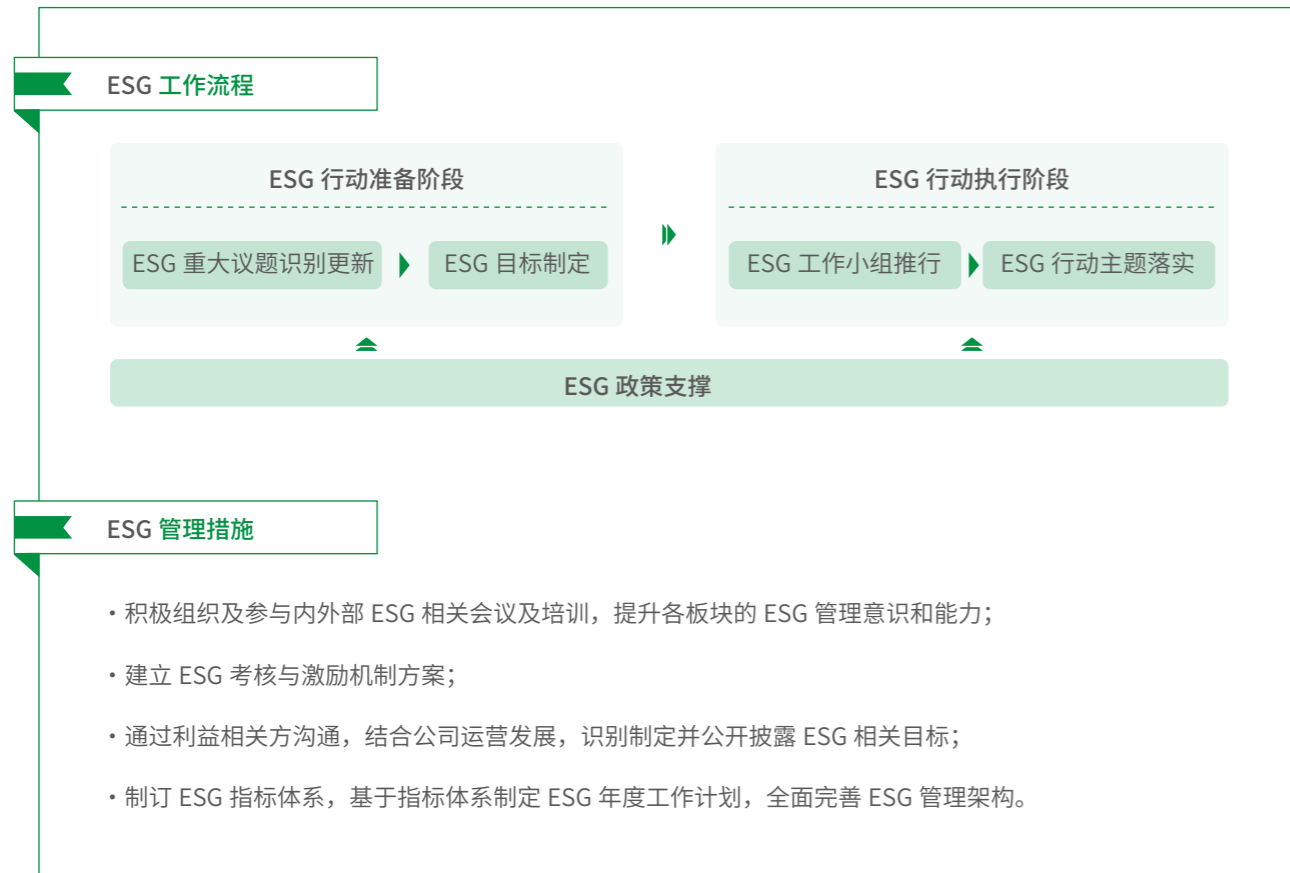 ESG 工作流程
ESG 行动准备阶段
ESG 重大议题识别更新
ESG 目标制定
ESG 行动执行阶段
ESG 工作小组推行
ESG 行动主题落实
ESG 政策支撑
ESG 管理措施
・积极组织及参与内外部 ESG 相关会议及培训，提升各板块的 ESG 管理意识和能力；
・建立 ESG 考核与激励机制方案；
・通过利益相关方沟通，结合公司运营发展，识别制定并公开披露 ESG 相关目标；
・制订 ESG 指标体系，基于指标体系制定 ESG 年度工作计划，全面完善 ESG 管理架构。